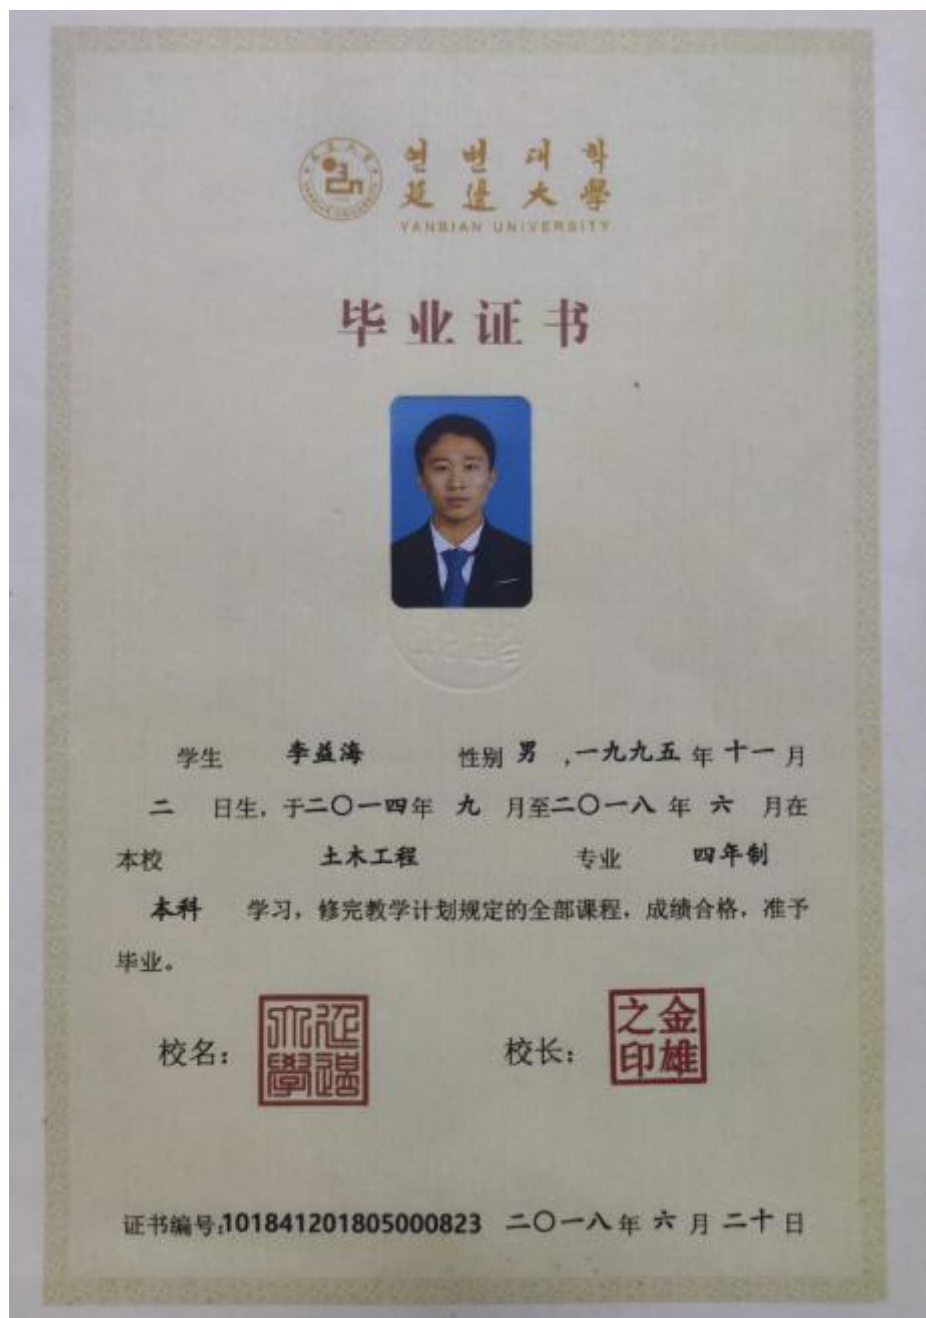 연변대학
延邊大學
YANBIAN UNIVERSITY
毕业证书
学生 李益海 性别 男 ,一九九五 年 十一 月
二 日生，于二〇一四年 九 月至二〇一八 年 六 月在
本校 土木工程 专业 四年制
本科 学习，修完教学计划规定的全部课程，成绩合格，准予
毕业。
校名： 延边大学
校长： 金雄之印
证书编号:101841201805000823 二〇一八 年 六 月 二十 日